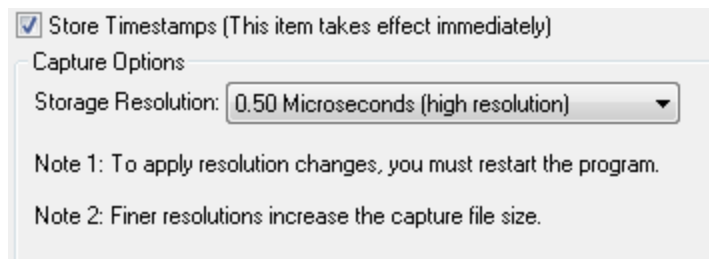 Store Timestamps (This item takes effect immediately)
Capture Options
Storage Resolution: 0.50 Microseconds (high resolution)
Note 1: To apply resolution changes, you must restart the program.
Note 2: Finer resolutions increase the capture file size.